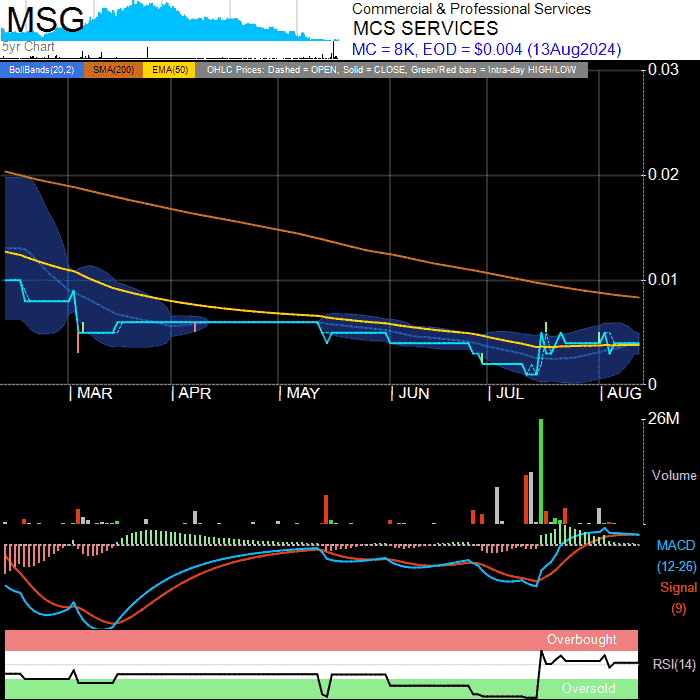 MSG
5yr Chart
Commercial & Professional Services
MCS SERVICES
MC = 8K, EOD = $0.004 (13Aug2024)
BollBands(20,2) SMA(200) EMA(50) OHLC Prices: Dashed = OPEN, Solid = CLOSE, Green/Red bars = Intra-day HIGH/LOW
0.03
0.02
0.01
0
MAR APR MAY JUN JUL AUG
26M
Volume
MACD
(12-26)
Signal
(9)
Overbought
RSI(14)
Oversold